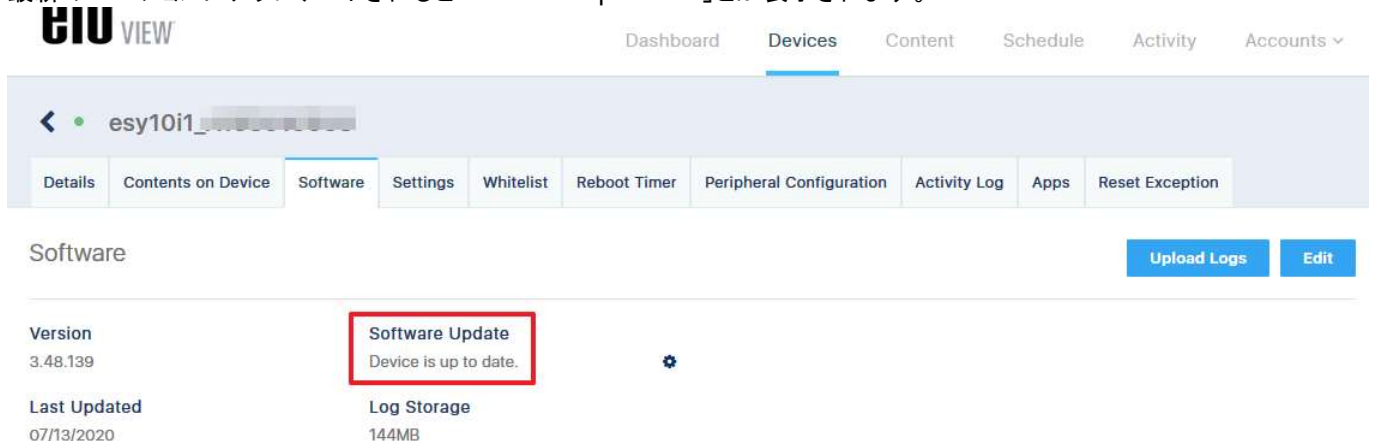 elo VIEW
Dashboard Devices Content Schedule Activity Accounts
esy10i1_
Details Contents on Device Software Settings Whitelist Reboot Timer Peripheral Configuration Activity Log Apps Reset Exception
Software
Upload Logs Edit
Version Software Update
3.48.139 Device is up to date.
Last Updated Log Storage
07/13/2020 144MB